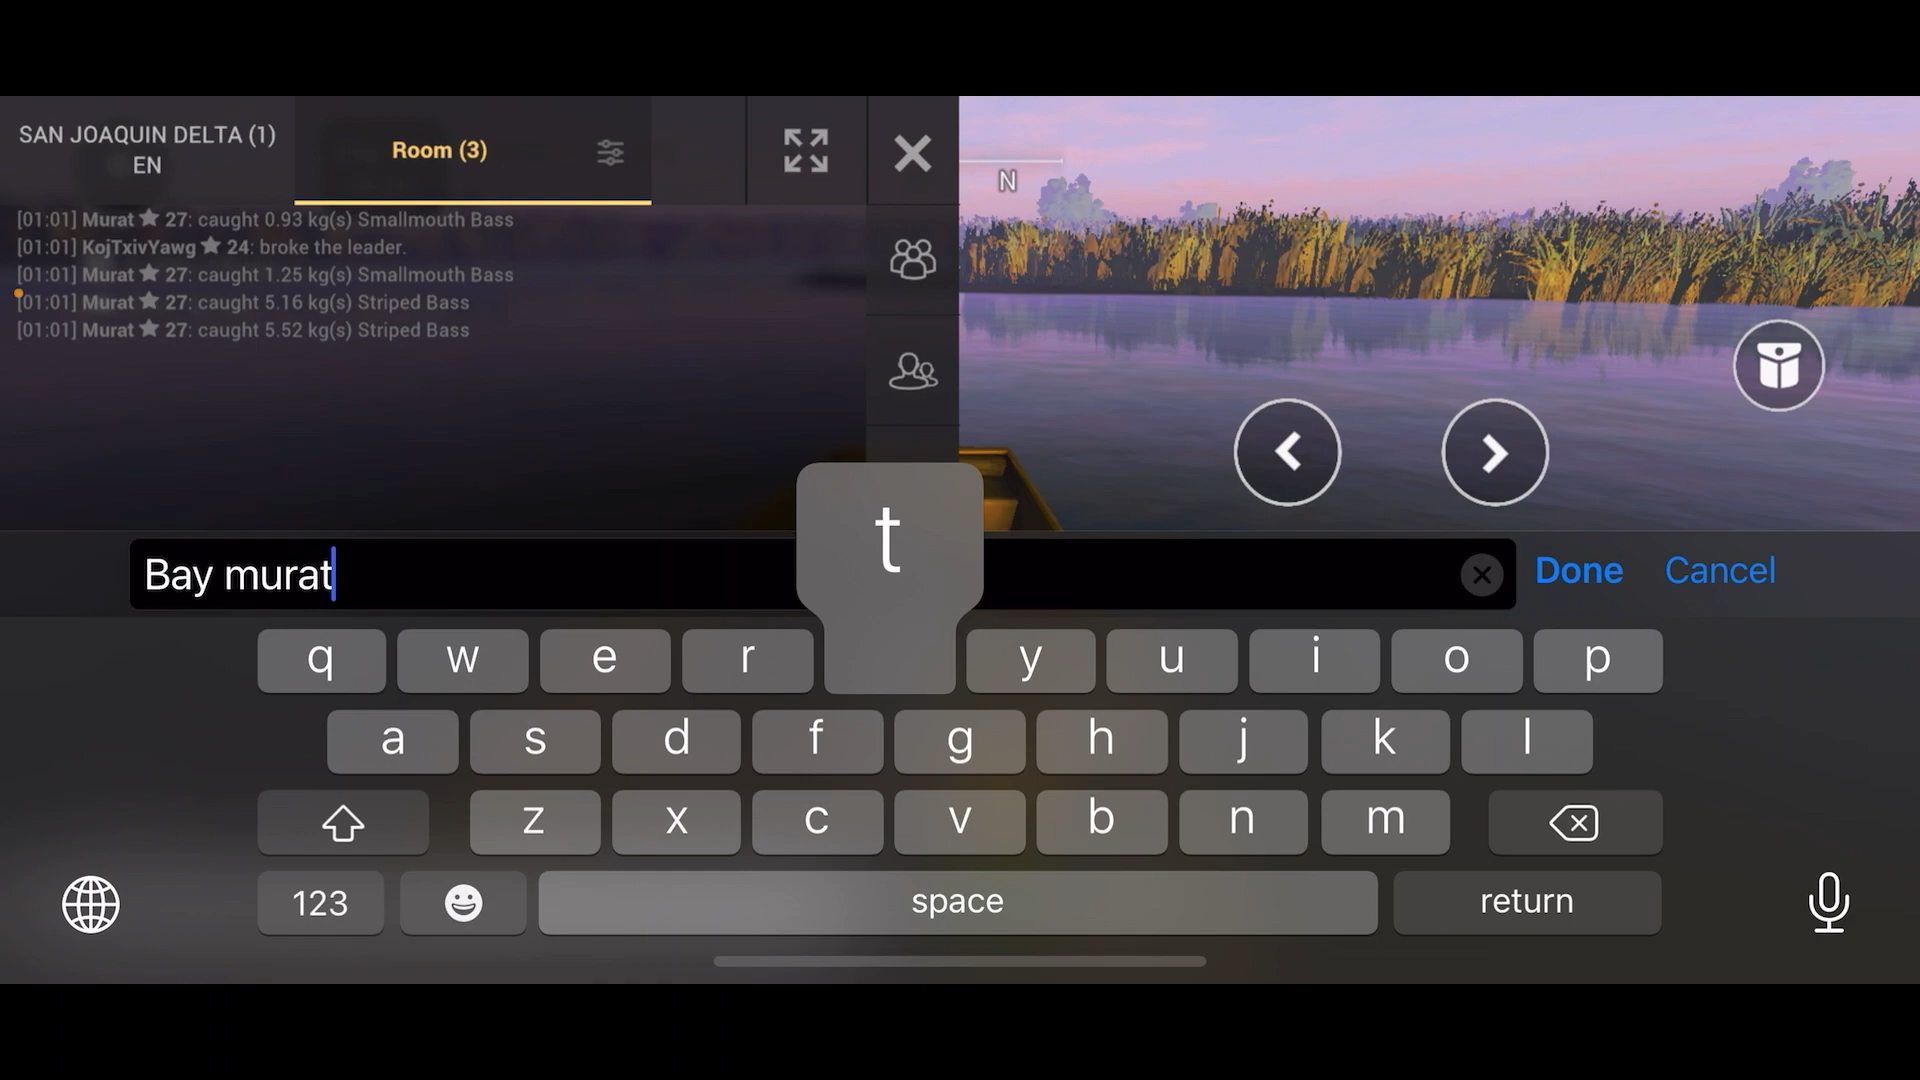 SAN JOAQUIN DELTA (1)
EN
Room (3)
N
[01:01] Murat ★ 27: caught 0.93 kg(s) Smallmouth Bass
[01:01] KojTxivYawg ★ 24: broke the leader.
[01:01] Murat ★ 27: caught 1.25 kg(s) Smallmouth Bass
[01:01] Murat ★ 27: caught 5.16 kg(s) Striped Bass
[01:01] Murat ★ 27: caught 5.52 kg(s) Striped Bass
Bay murat
Done Cancel
t
q w e r y u i o p
a s d f g h j k l
z x c v b n m
123 space return